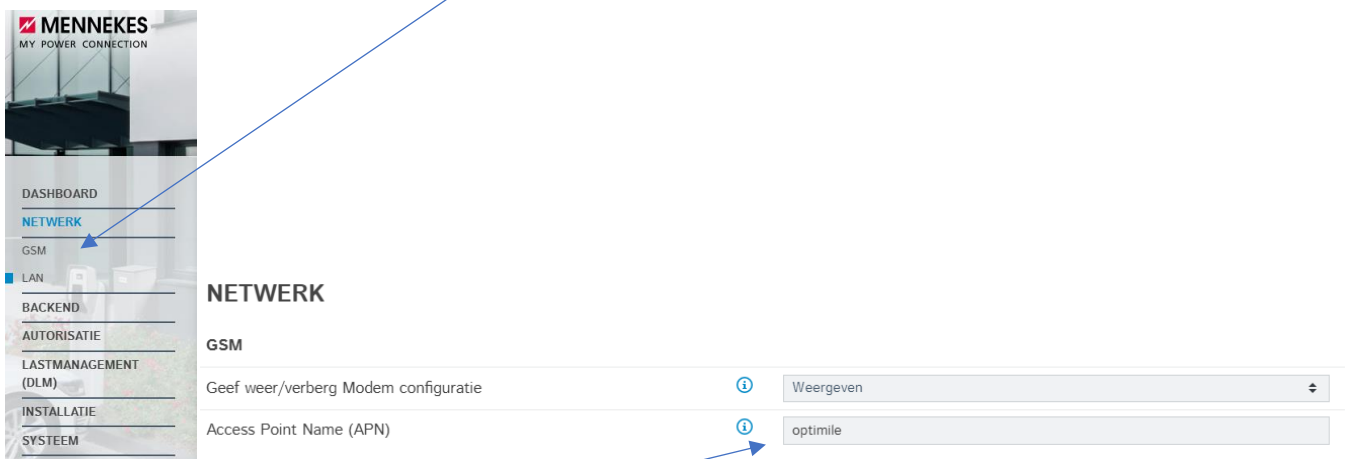 MENNEKES
MY POWER CONNECTION
DASHBOARD
NETWERK
GSM
LAN
BACKEND
AUTORISATIE
LASTMANAGEMENT
(DLM)
INSTALLATIE
SYSTEEM
NETWERK
GSM
Geef weer/verberg Modem configuratie
Weergeven
Access Point Name (APN)
optimile